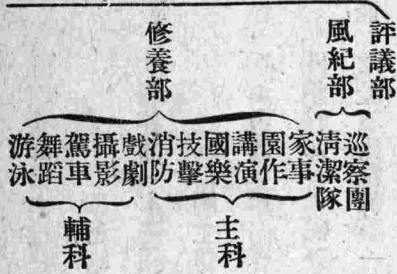 評議部
風紀部
巡察團
清潔隊
修養部
家事
園作
講演
國樂
技擊
消防
戲劇
攝影
駕車
舞蹈
游泳
主科
輔科